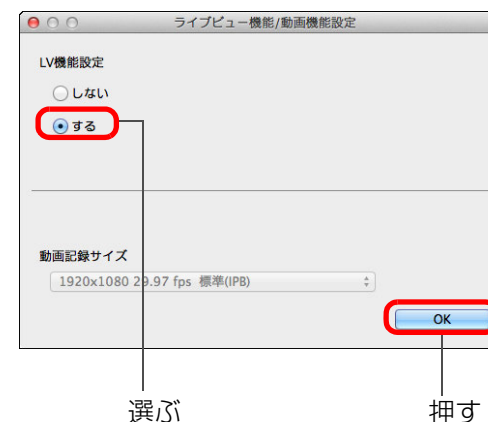 ライブビュー機能/動画機能設定
LV機能設定
しない
する
動画記録サイズ
1920x1080 29.97 fps 標準(IPB)
OK
選ぶ
押す